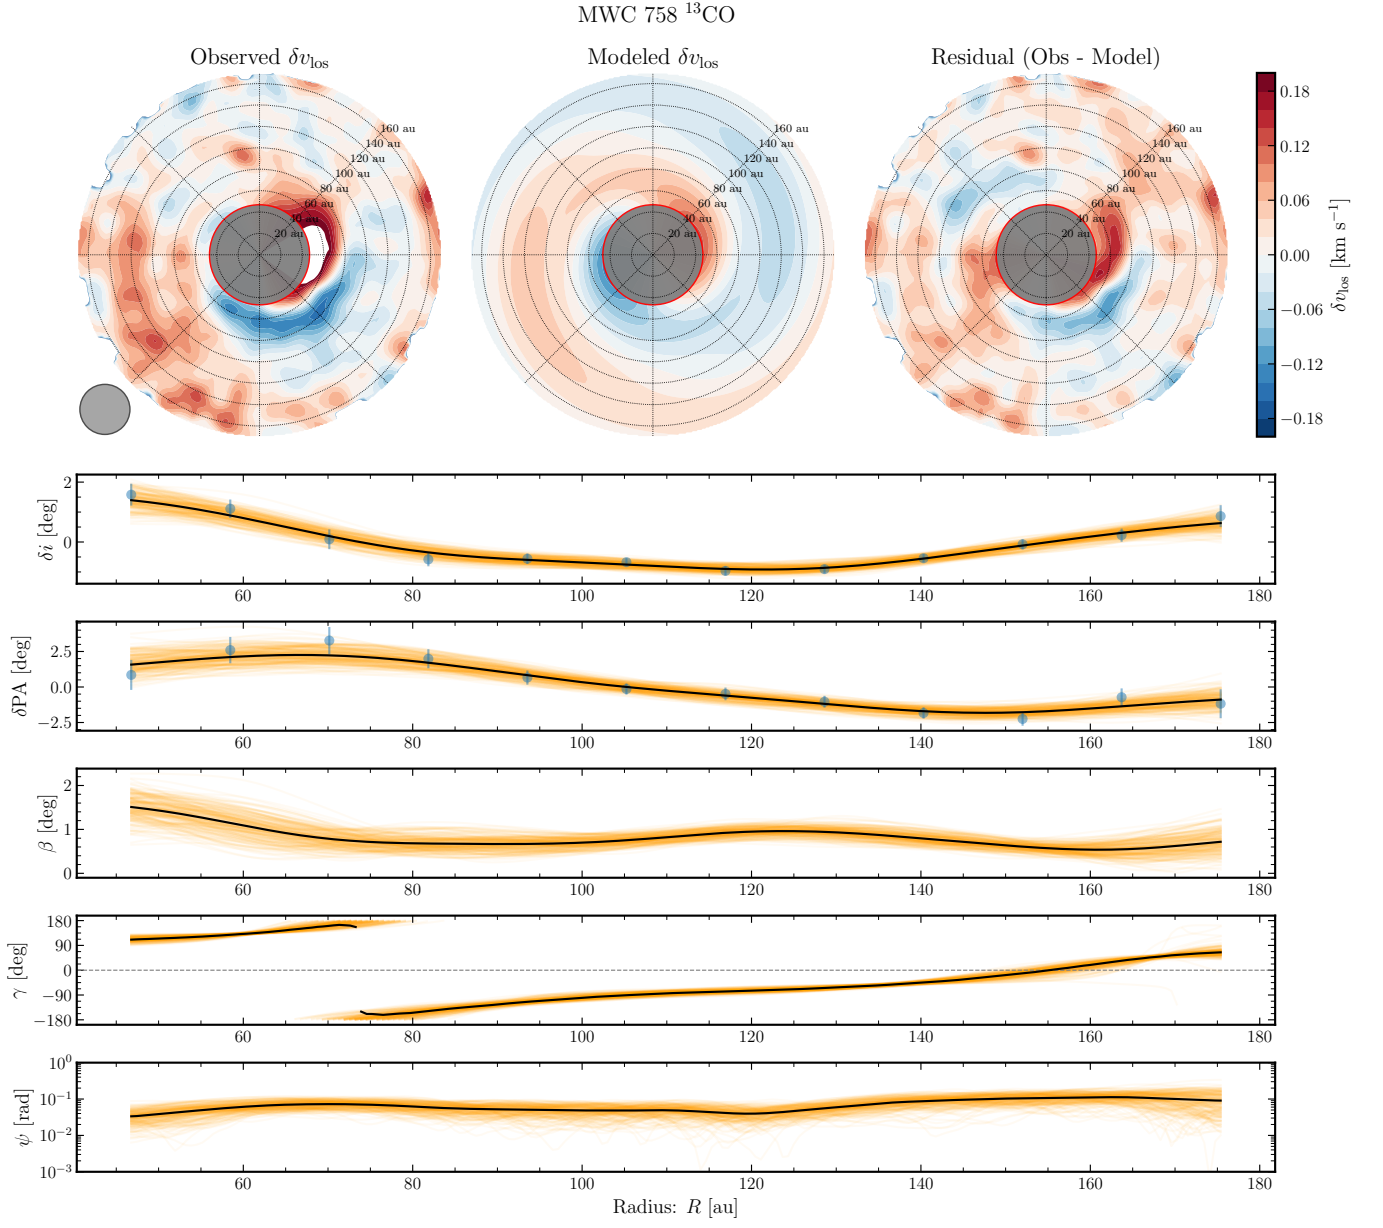 MWC 758 ¹³CO
Observed δv_los
Modeled δv_los
Residual (Obs - Model)
20 au
40 au
60 au
80 au
100 au
120 au
140 au
160 au
20 au
40 au
60 au
80 au
100 au
120 au
140 au
160 au
20 au
40 au
60 au
80 au
100 au
120 au
140 au
160 au
0.18
0.12
0.06
0.00
−0.06
−0.12
−0.18
δv_los [km s⁻¹]
δi [deg]
2
0
60 80 100 120 140 160 180
δPA [deg]
2.5
0.0
−2.5
60 80 100 120 140 160 180
β [deg]
2
1
0
60 80 100 120 140 160 180
γ [deg]
180
90
0
−90
−180
60 80 100 120 140 160 180
ψ [rad]
10⁰
10⁻¹
10⁻²
10⁻³
60 80 100 120 140 160 180
Radius: R [au]